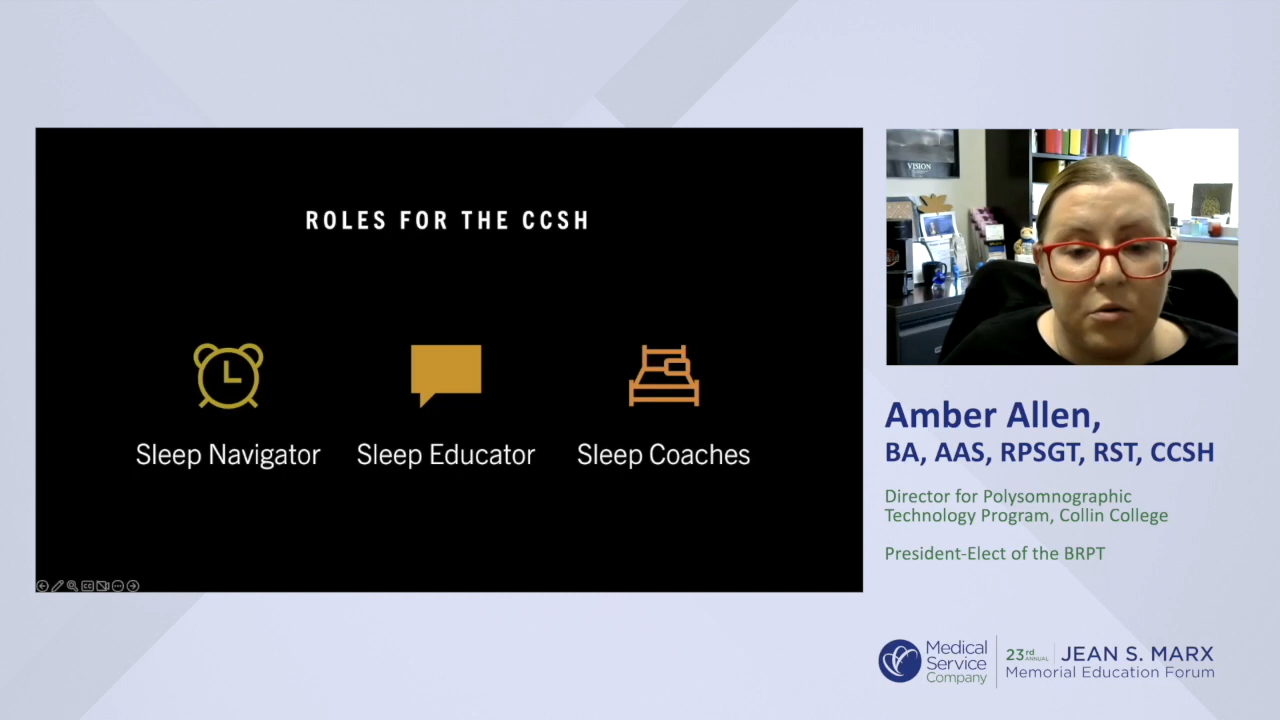 ROLES FOR THE CCSH
Sleep Navigator
Sleep Educator
Sleep Coaches
VISION
Amber Allen,
BA, AAS, RPSGT, RST, CCSH
Director for Polysomnographic
Technology Program, Collin College
President-Elect of the BRPT
Medical
Service
Company
23rd ANNUAL
JEAN S. MARX
Memorial Education Forum